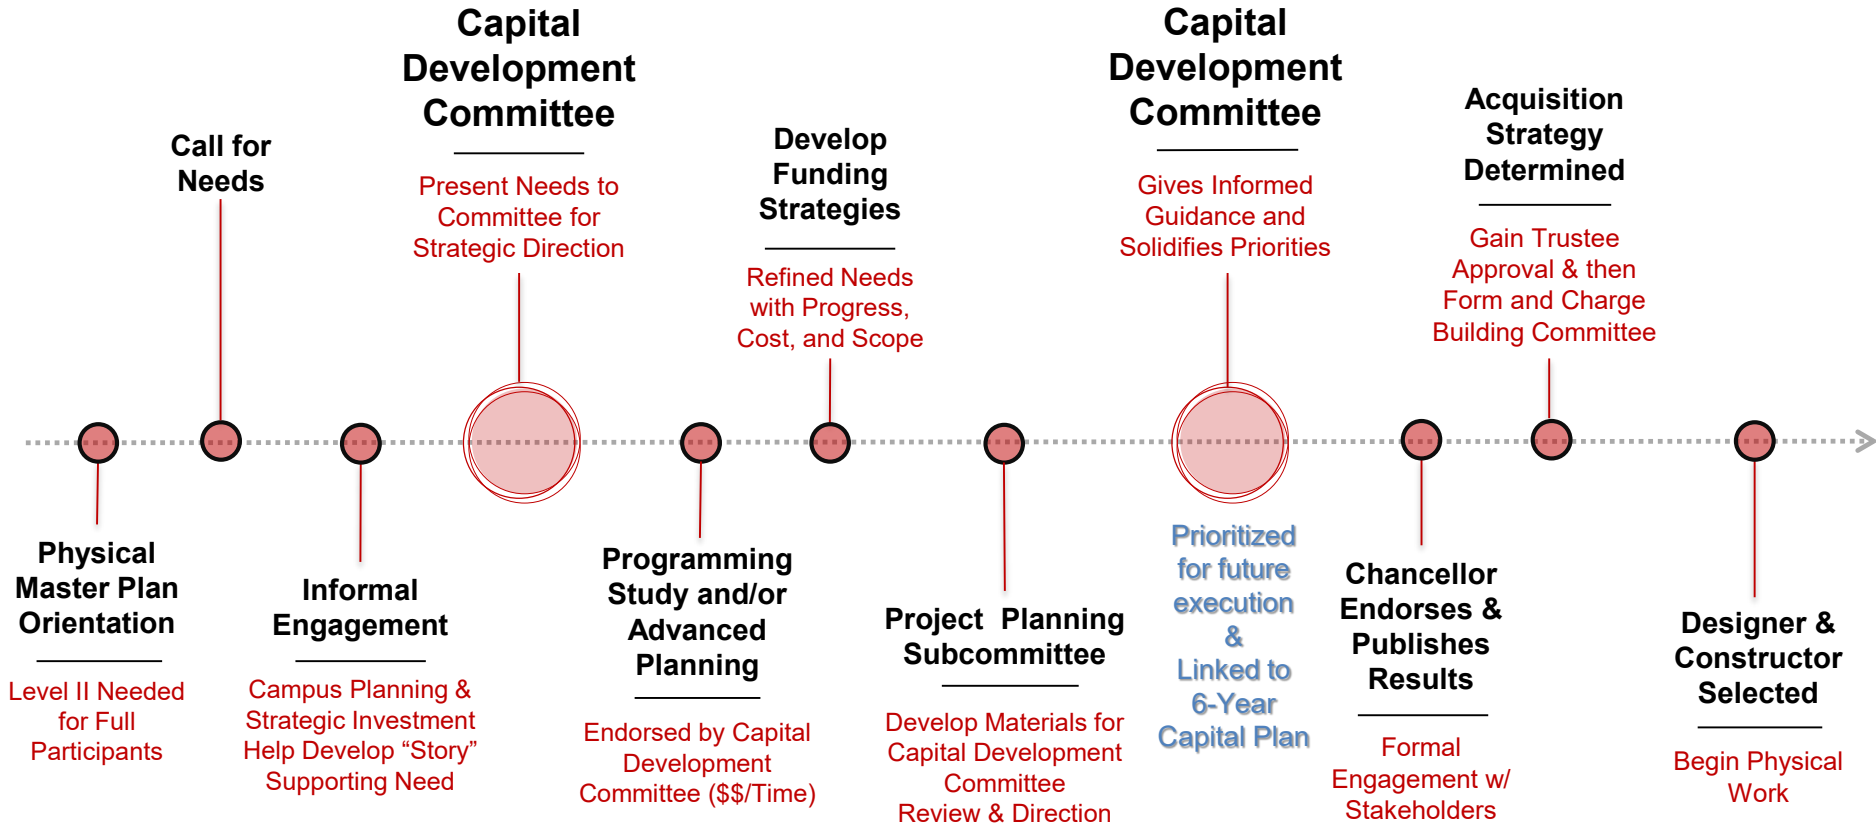 Physical
Master Plan
Orientation
Level II Needed
for Full
Participants
Call for
Needs
Informal
Engagement
Campus Planning &
Strategic Investment
Help Develop “Story”
Supporting Need
Capital
Development
Committee
Present Needs to
Committee for
Strategic Direction
Programming
Study and/or
Advanced
Planning
Endorsed by Capital
Development
Committee ($$/Time)
Develop
Funding
Strategies
Refined Needs
with Progress,
Cost, and Scope
Project Planning
Subcommittee
Develop Materials for
Capital Development
Committee
Review & Direction
Capital
Development
Committee
Gives Informed
Guidance and
Solidifies Priorities
Prioritized
for future
execution
&
Linked to
6-Year
Capital Plan
Chancellor
Endorses &
Publishes
Results
Formal
Engagement w/
Stakeholders
Acquisition
Strategy
Determined
Gain Trustee
Approval & then
Form and Charge
Building Committee
Designer &
Constructor
Selected
Begin Physical
Work